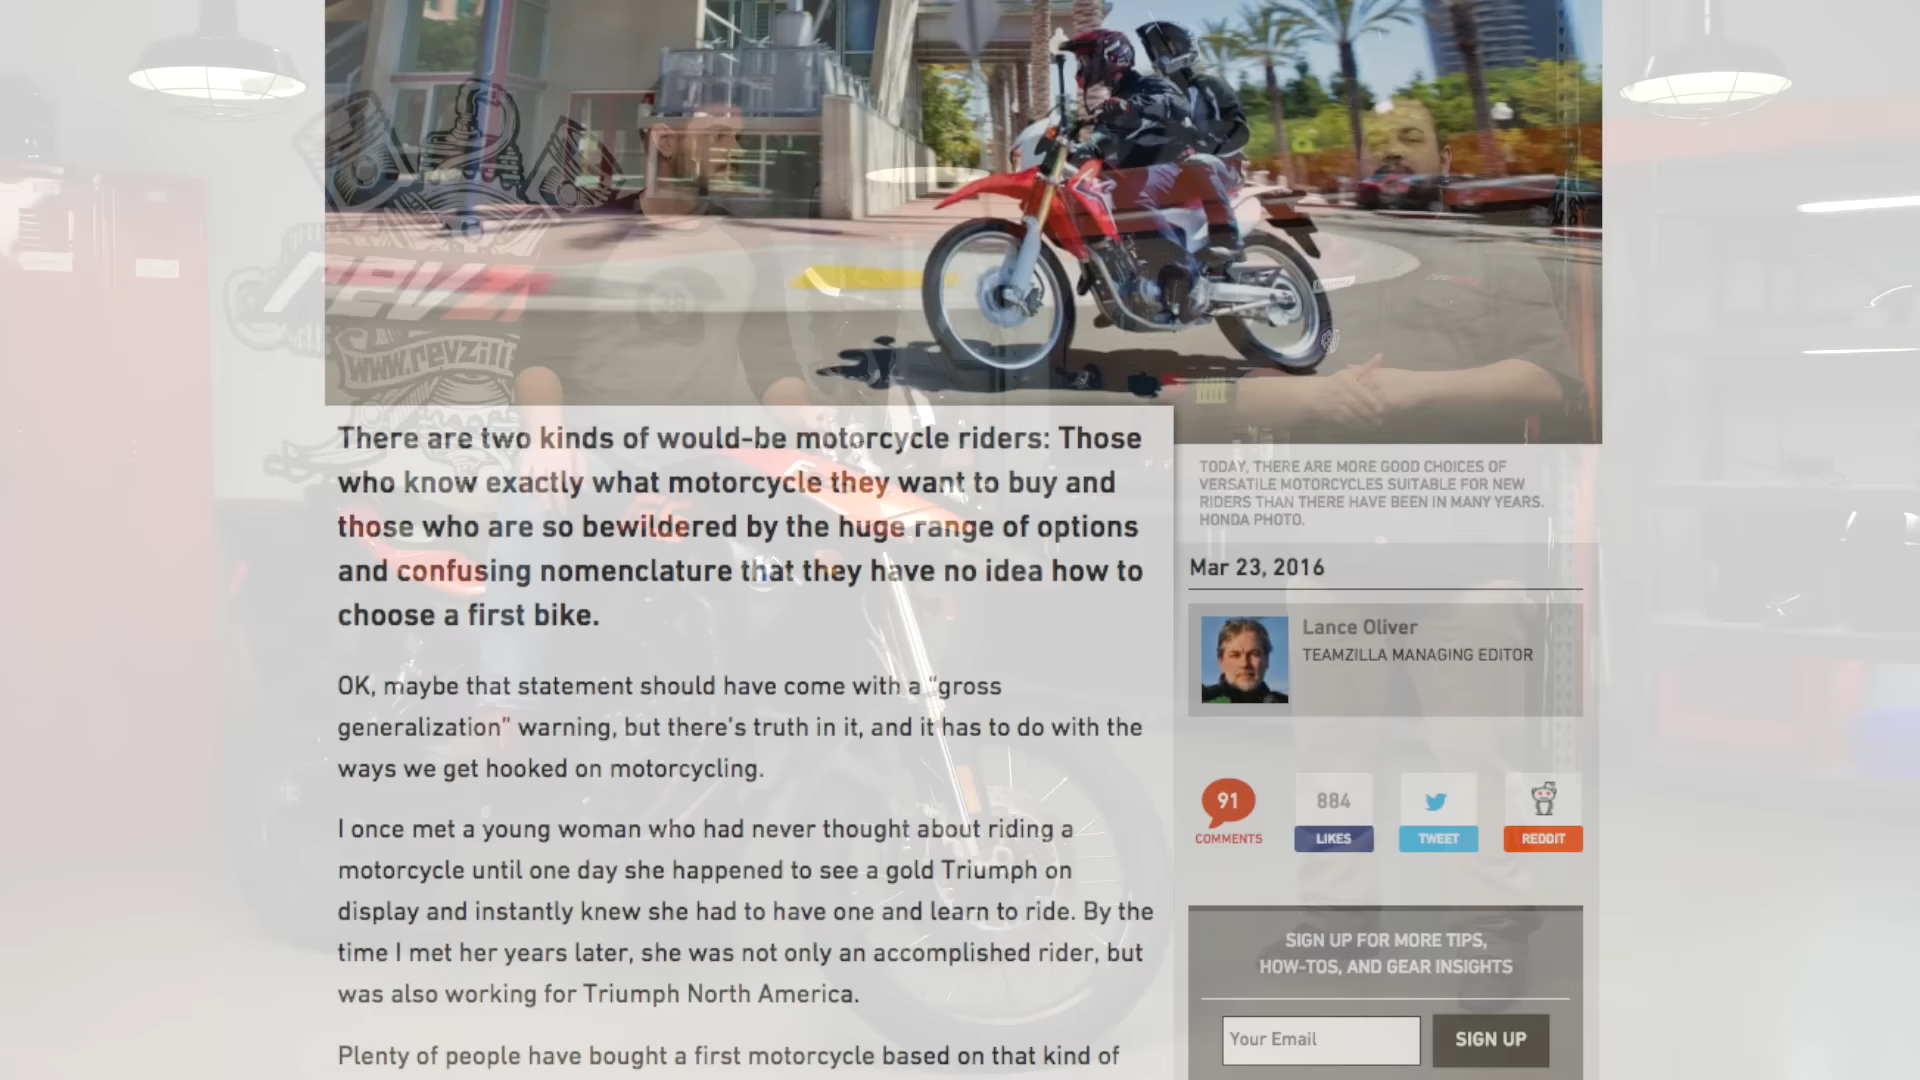 revzi
www.revzill
There are two kinds of would-be motorcycle riders: Those
who know exactly what motorcycle they want to buy and
those who are so bewildered by the huge range of options
and confusing nomenclature that they have no idea how to
choose a first bike.
OK, maybe that statement should have come with a “gross
generalization” warning, but there's truth in it, and it has to do with the
ways we get hooked on motorcycling.
I once met a young woman who had never thought about riding a
motorcycle until one day she happened to see a gold Triumph on
display and instantly knew she had to have one and learn to ride. By the
time I met her years later, she was not only an accomplished rider, but
was also working for Triumph North America.
Plenty of people have bought a first motorcycle based on that kind of
TODAY, THERE ARE MORE GOOD CHOICES OF
VERSATILE MOTORCYCLES SUITABLE FOR NEW
RIDERS THAN THERE HAVE BEEN IN MANY YEARS.
HONDA PHOTO.
Mar 23, 2016
Lance Oliver
TEAMZILLA MANAGING EDITOR
91
COMMENTS
884
LIKES
TWEET
REDDIT
SIGN UP FOR MORE TIPS,
HOW-TOS, AND GEAR INSIGHTS
Your Email
SIGN UP